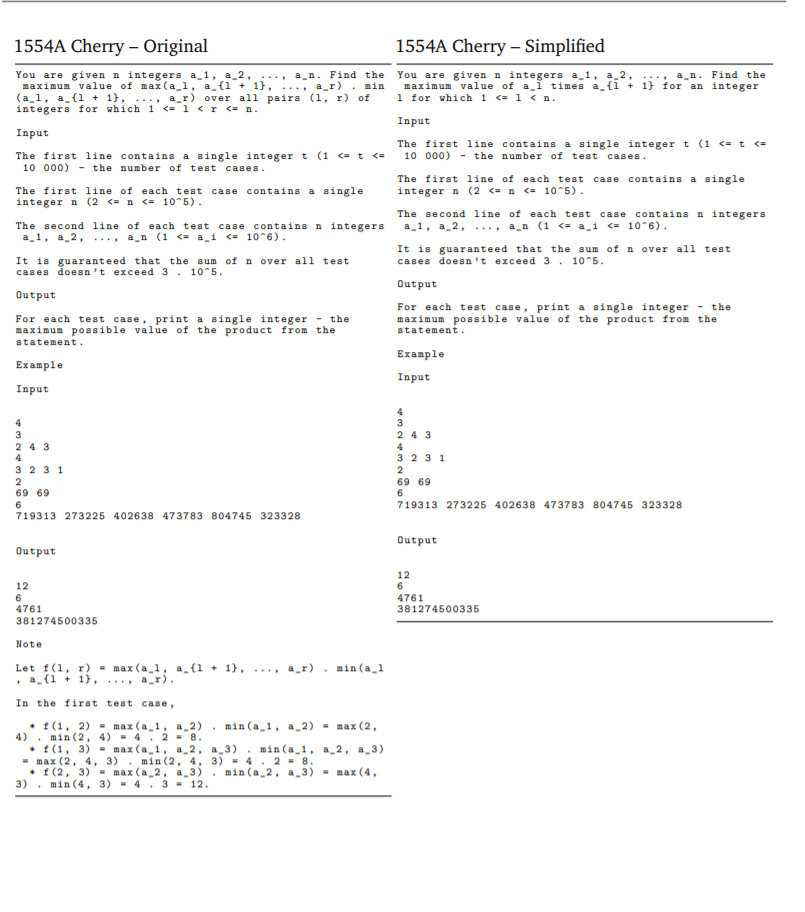 1554A Cherry – Original
You are given n integers a_1, a_2, ..., a_n. Find the
maximum value of max(a_l, a_{l + 1}, ..., a_r) . min
(a_l, a_{l + 1}, ..., a_r) over all pairs (l, r) of
integers for which 1 <= l < r <= n.
Input
The first line contains a single integer t (1 <= t <=
10 000) - the number of test cases.
The first line of each test case contains a single
integer n (2 <= n <= 10^5).
The second line of each test case contains n integers
a_1, a_2, ..., a_n (1 <= a_i <= 10^6).
It is guaranteed that the sum of n over all test
cases doesn't exceed 3 . 10^5.
Output
For each test case, print a single integer - the
maximum possible value of the product from the
statement.
Example
Input
4
3
2 4 3
4
3 2 3 1
2
69 69
6
719313 273225 402638 473783 804745 323328
Output
12
6
4761
381274500335
Note
Let f(l, r) = max(a_l, a_{l + 1}, ..., a_r) . min(a_l
, a_{l + 1}, ..., a_r).
In the first test case,
* f(1, 2) = max(a_1, a_2) . min(a_1, a_2) = max(2,
4) . min(2, 4) = 4 . 2 = 8.
* f(1, 3) = max(a_1, a_2, a_3) . min(a_1, a_2, a_3)
= max(2, 4, 3) . min(2, 4, 3) = 4 . 2 = 8.
* f(2, 3) = max(a_2, a_3) . min(a_2, a_3) = max(4,
3) . min(4, 3) = 4 . 3 = 12.
1554A Cherry – Simplified
You are given n integers a_1, a_2, ..., a_n. Find the
maximum value of a_l times a_{l + 1} for an integer
l for which 1 <= l < n.
Input
The first line contains a single integer t (1 <= t <=
10 000) - the number of test cases.
The first line of each test case contains a single
integer n (2 <= n <= 10^5).
The second line of each test case contains n integers
a_1, a_2, ..., a_n (1 <= a_i <= 10^6).
It is guaranteed that the sum of n over all test
cases doesn't exceed 3 . 10^5.
Output
For each test case, print a single integer - the
maximum possible value of the product from the
statement.
Example
Input
4
3
2 4 3
4
3 2 3 1
2
69 69
6
719313 273225 402638 473783 804745 323328
Output
12
6
4761
381274500335